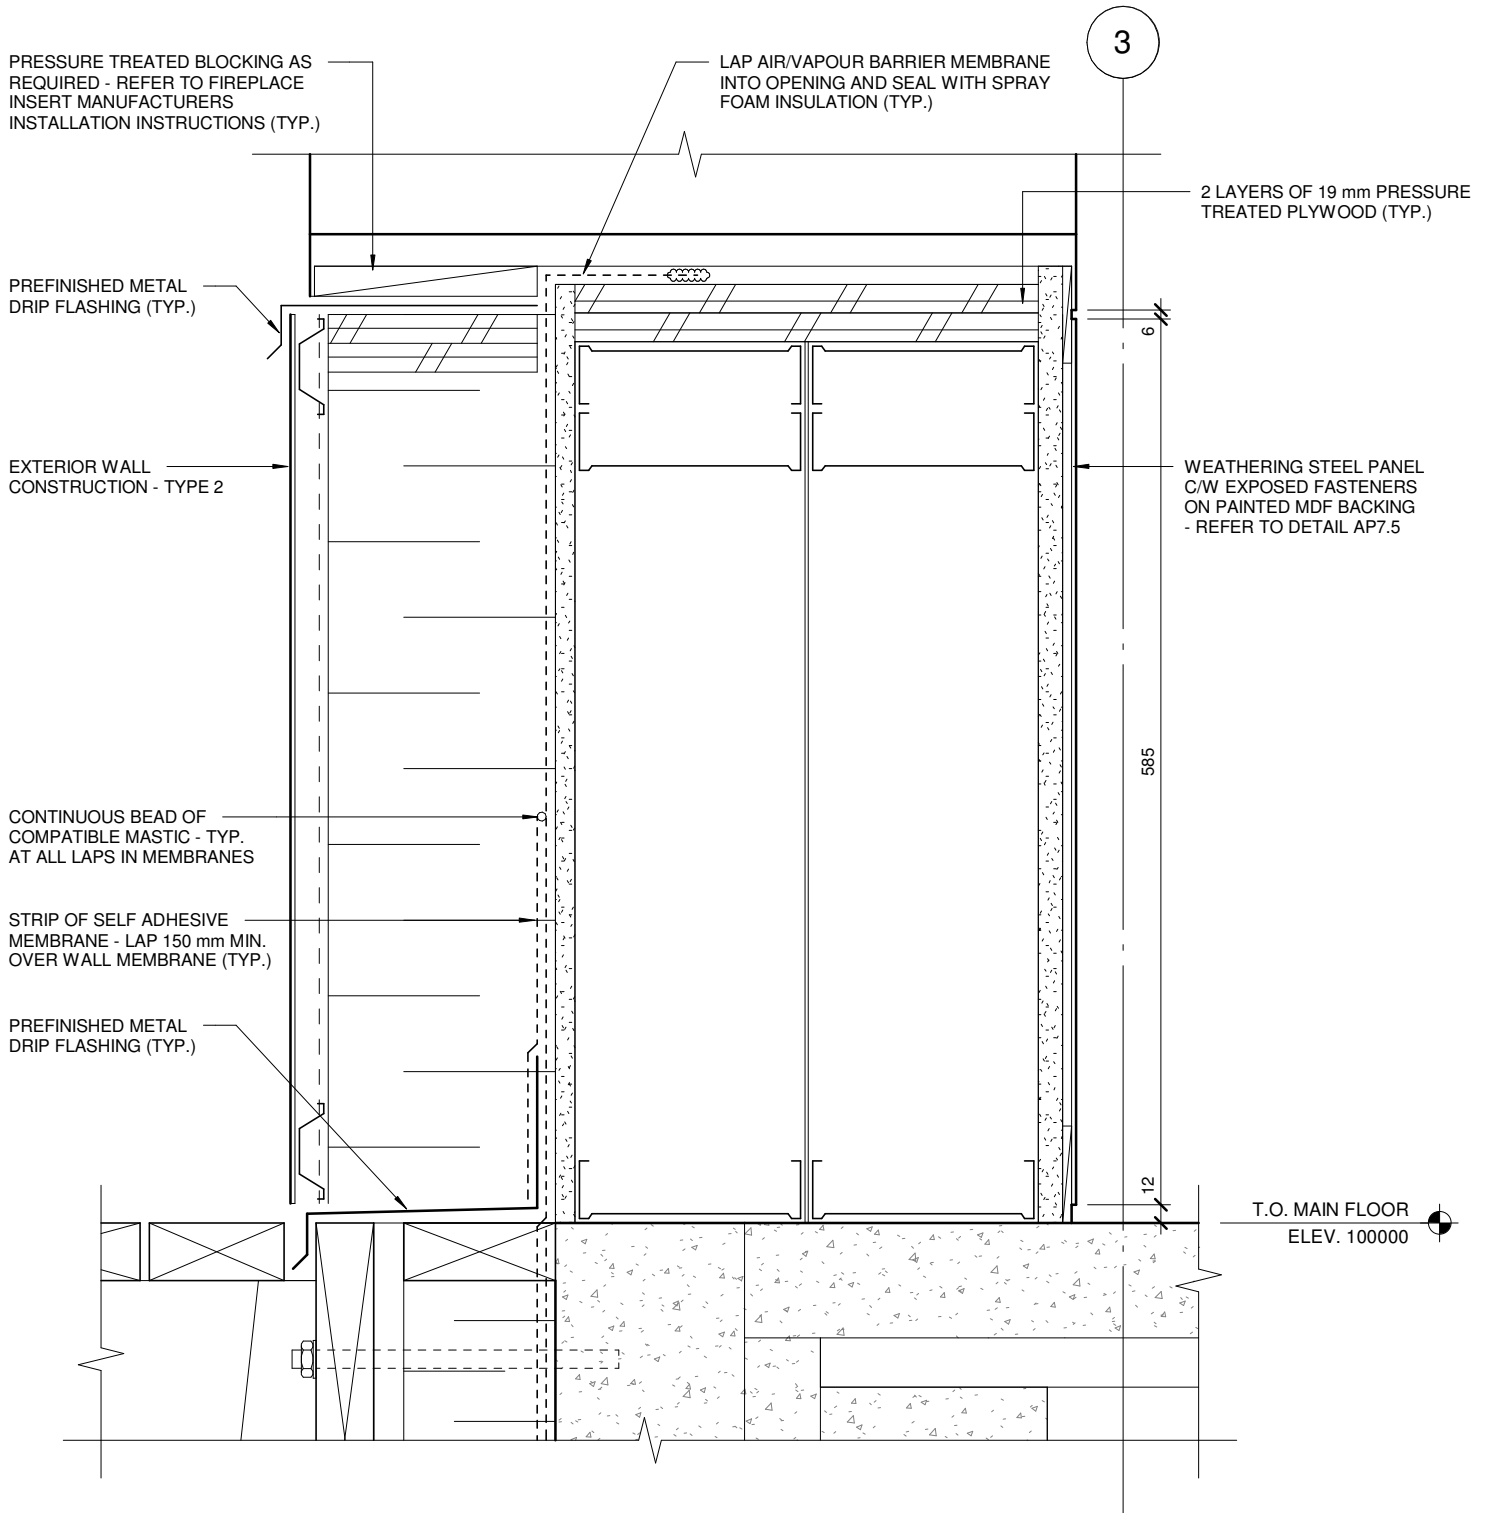 3
PRESSURE TREATED BLOCKING AS
REQUIRED - REFER TO FIREPLACE
INSERT MANUFACTURERS
INSTALLATION INSTRUCTIONS (TYP.)
LAP AIR/VAPOUR BARRIER MEMBRANE
INTO OPENING AND SEAL WITH SPRAY
FOAM INSULATION (TYP.)
2 LAYERS OF 19 mm PRESSURE
TREATED PLYWOOD (TYP.)
PREFINISHED METAL
DRIP FLASHING (TYP.)
6
EXTERIOR WALL
CONSTRUCTION - TYPE 2
WEATHERING STEEL PANEL
C/W EXPOSED FASTENERS
ON PAINTED MDF BACKING
- REFER TO DETAIL AP7.5
585
CONTINUOUS BEAD OF
COMPATIBLE MASTIC - TYP.
AT ALL LAPS IN MEMBRANES
STRIP OF SELF ADHESIVE
MEMBRANE - LAP 150 mm MIN.
OVER WALL MEMBRANE (TYP.)
PREFINISHED METAL
DRIP FLASHING (TYP.)
12
T.O. MAIN FLOOR
ELEV. 100000